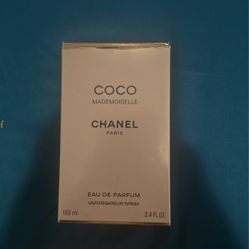 COCO
MADEMOISELLE
CHANEL
PARIS
EAU DE PARFUM
VAPORISATEUR SPRAY
100 ml 3.4 FL. OZ.